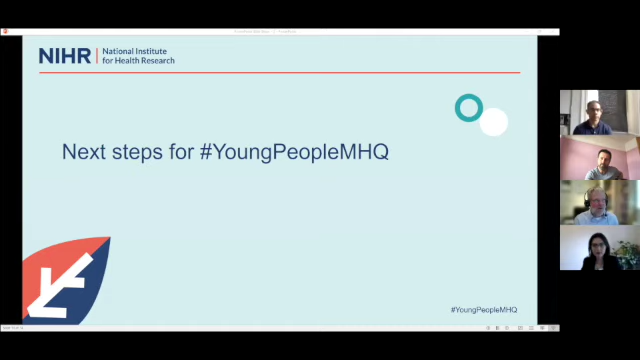 NIHR
National Institute
for Health Research
Next steps for #YoungPeopleMHQ
#YoungPeopleMHQ